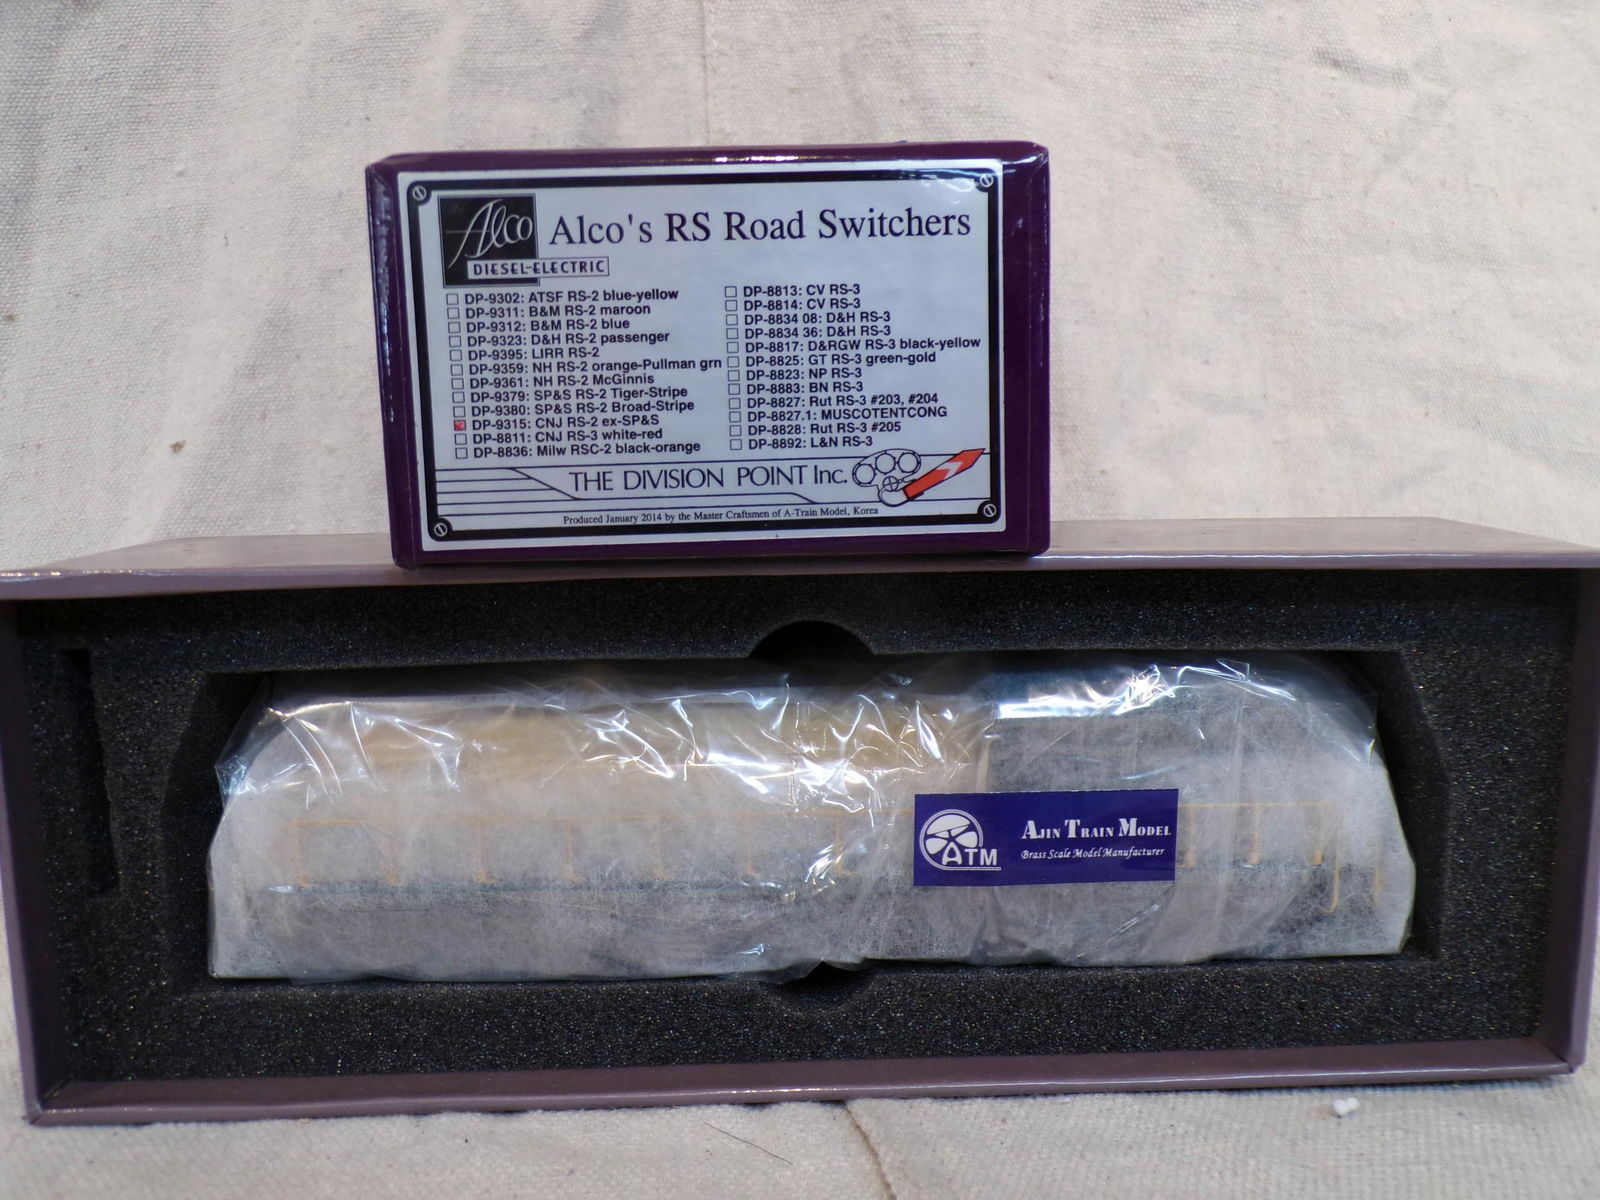 Alco
DIESEL-ELECTRIC
Alco's RS Road Switchers
DP-9302: ATSF RS-2 blue-yellow
DP-9311: B&M RS-2 maroon
DP-9312: B&M RS-2 blue
DP-9323: D&H RS-2 passenger
DP-9395: LIRR RS-2
DP-9359: NH RS-2 orange-Pullman grn
DP-9361: NH RS-2 McGinnis
DP-9379: SP&S RS-2 Tiger-Stripe
DP-9380: SP&S RS-2 Broad-Stripe
DP-9315: CNJ RS-2 ex-SP&S
DP-8811: CNJ RS-3 white-red
DP-8836: Milw RSC-2 black-orange
DP-8813: CV RS-3
DP-8814: CV RS-3
DP-8834 08: D&H RS-3
DP-8834 36: D&H RS-3
DP-8817: D&RGW RS-3 black-yellow
DP-8825: GT RS-3 green-gold
DP-8823: NP RS-3
DP-8883: BN RS-3
DP-8827: Rut RS-3 #203, #204
DP-8827.1: MUSCOTENTCONG
DP-8828: Rut RS-3 #205
DP-8892: L&N RS-3
THE DIVISION POINT Inc.
Produced January 2014 by the Master Craftsmen of A-Train Model, Korea
ATM
AJIN TRAIN MODEL
Brass Scale Model Manufacturer